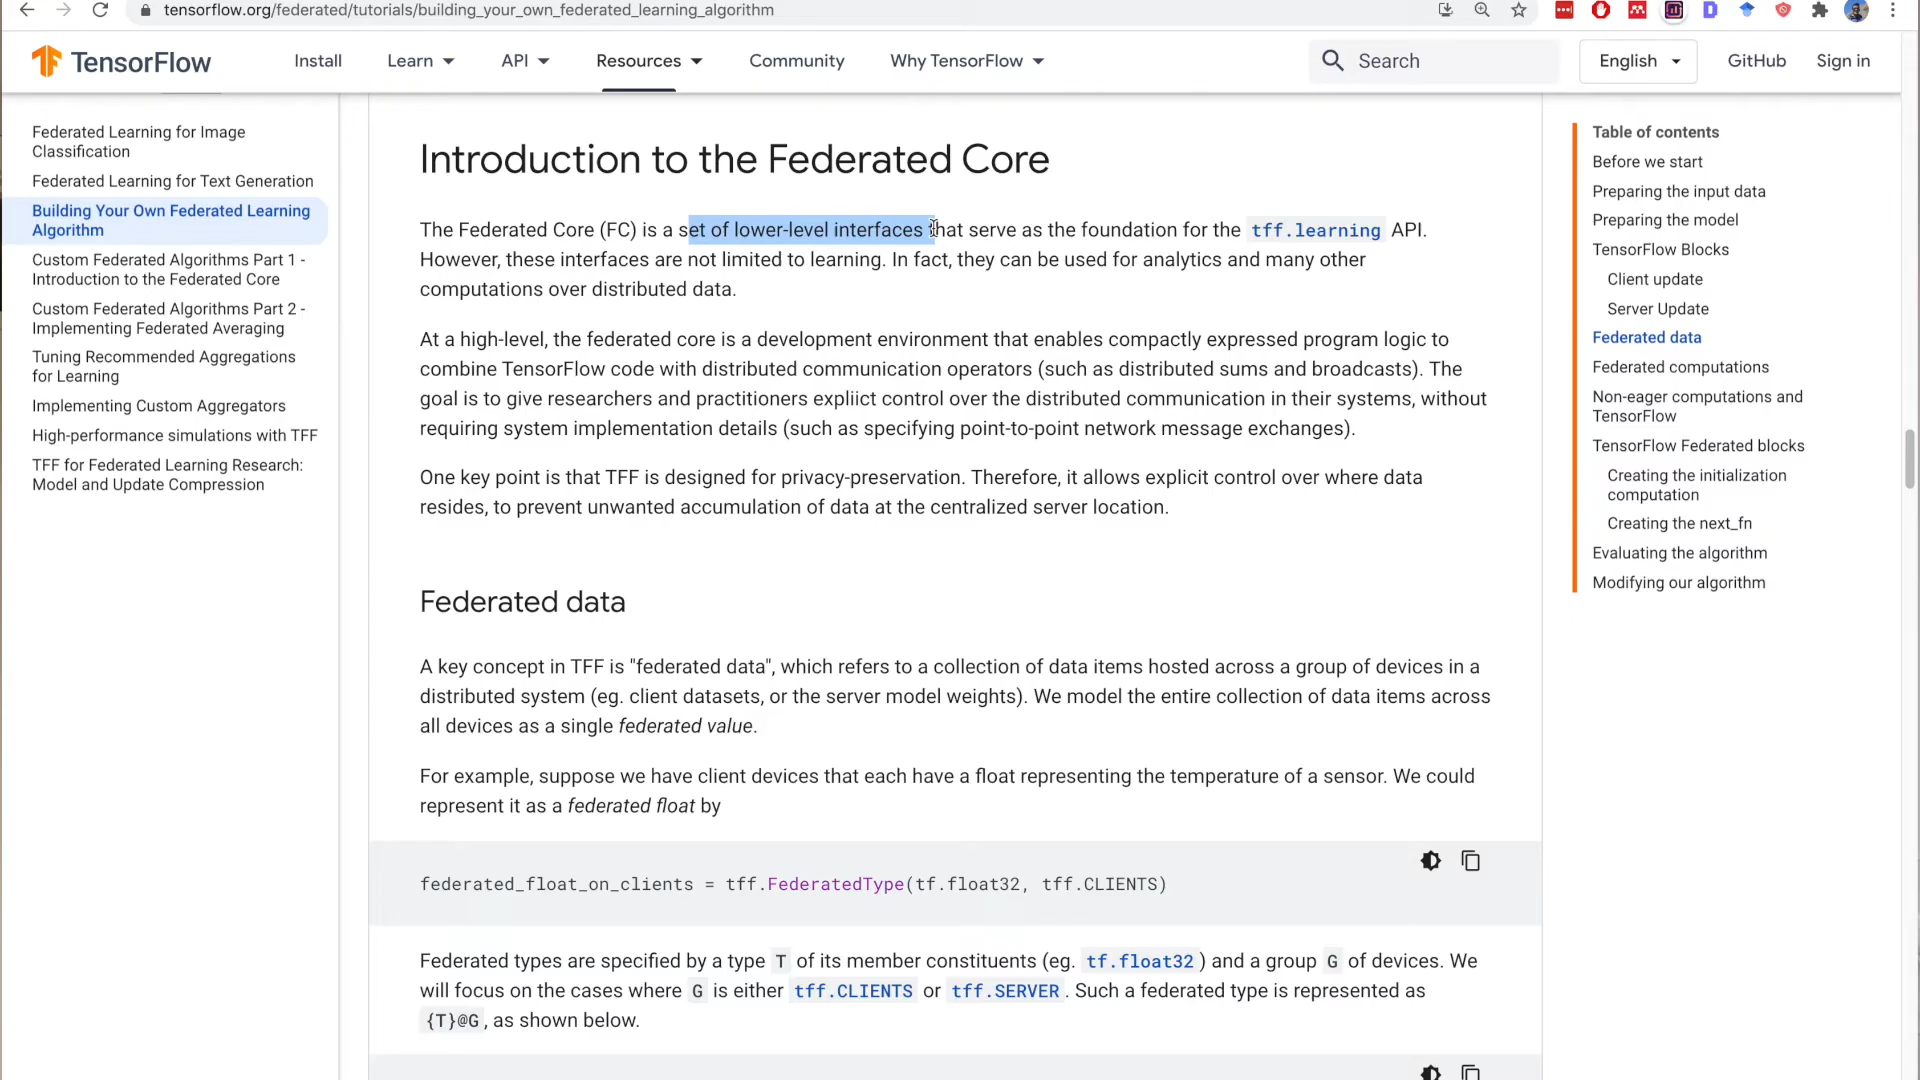 tensorflow.org/federated/tutorials/building_your_own_federated_learning_algorithm
TensorFlow
Install
Learn
API
Resources
Community
Why TensorFlow
Search
English
GitHub
Sign in
Federated Learning for Image
Classification
Federated Learning for Text Generation
Building Your Own Federated Learning
Algorithm
Custom Federated Algorithms Part 1 -
Introduction to the Federated Core
Custom Federated Algorithms Part 2 -
Implementing Federated Averaging
Tuning Recommended Aggregations
for Learning
Implementing Custom Aggregators
High-performance simulations with TFF
TFF for Federated Learning Research:
Model and Update Compression
Introduction to the Federated Core
The Federated Core (FC) is a set of lower-level interfaces that serve as the foundation for the tff.learning API.
However, these interfaces are not limited to learning. In fact, they can be used for analytics and many other
computations over distributed data.
At a high-level, the federated core is a development environment that enables compactly expressed program logic to
combine TensorFlow code with distributed communication operators (such as distributed sums and broadcasts). The
goal is to give researchers and practitioners expliict control over the distributed communication in their systems, without
requiring system implementation details (such as specifying point-to-point network message exchanges).
One key point is that TFF is designed for privacy-preservation. Therefore, it allows explicit control over where data
resides, to prevent unwanted accumulation of data at the centralized server location.
Federated data
A key concept in TFF is "federated data", which refers to a collection of data items hosted across a group of devices in a
distributed system (eg. client datasets, or the server model weights). We model the entire collection of data items across
all devices as a single federated value.
For example, suppose we have client devices that each have a float representing the temperature of a sensor. We could
represent it as a federated float by
federated_float_on_clients = tff.FederatedType(tf.float32, tff.CLIENTS)
Federated types are specified by a type T of its member constituents (eg. tf.float32) and a group G of devices. We
will focus on the cases where G is either tff.CLIENTS or tff.SERVER. Such a federated type is represented as
{T}@G, as shown below.
Table of contents
Before we start
Preparing the input data
Preparing the model
TensorFlow Blocks
Client update
Server Update
Federated data
Federated computations
Non-eager computations and
TensorFlow
TensorFlow Federated blocks
Creating the initialization
computation
Creating the next_fn
Evaluating the algorithm
Modifying our algorithm